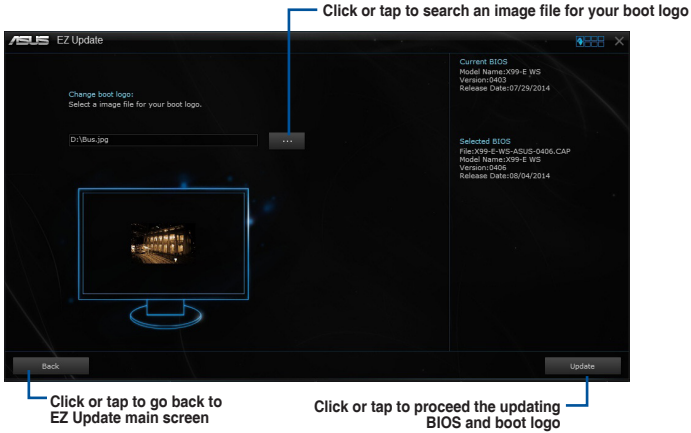 Click or tap to search an image file for your boot logo
ASUS EZ Update
Change boot logo:
Select a image file for your boot logo.
D:\Bus.jpg
...
Current BIOS
Model Name:X99-E WS
Version:0403
Release Date:07/29/2014
Selected BIOS
File:X99-E-WS-ASUS-0406.CAP
Model Name:X99-E WS
Version:0406
Release Date:08/04/2014
Back
Update
Click or tap to go back to
EZ Update main screen
Click or tap to proceed the updating
BIOS and boot logo